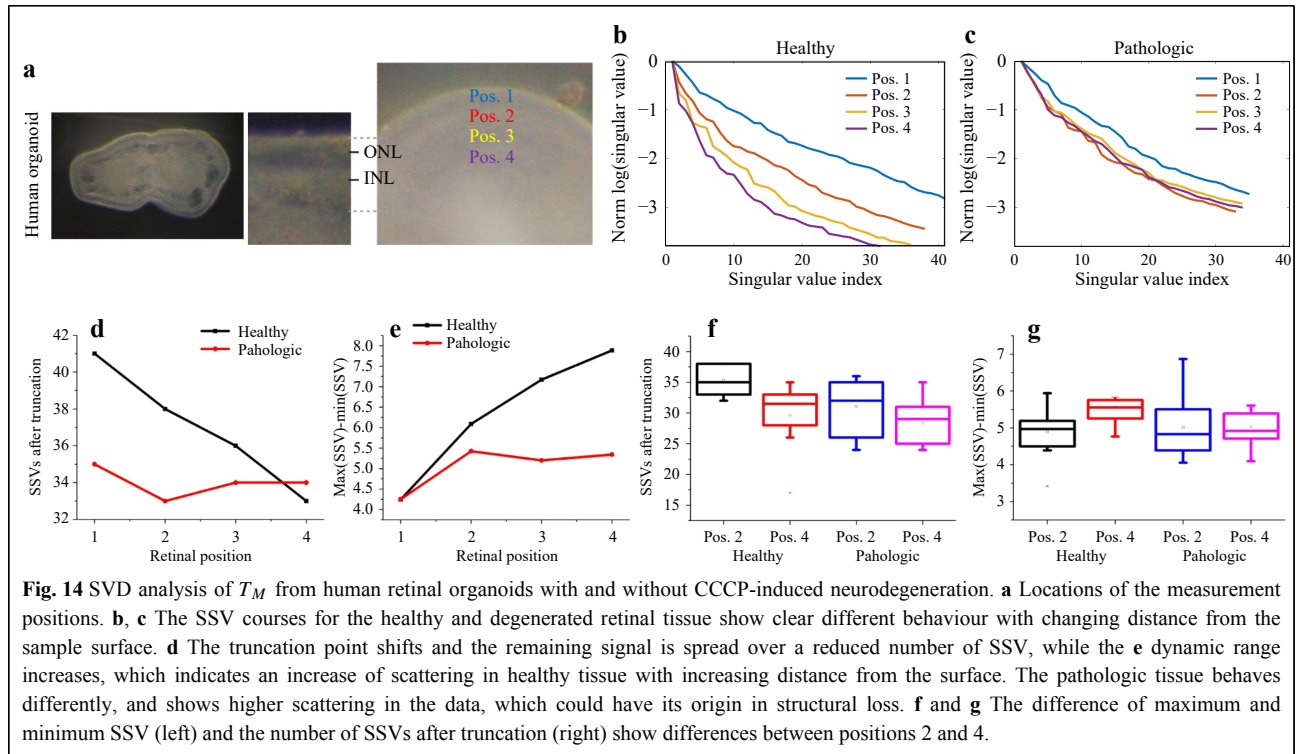 a
Human organoid
ONL
INL
Pos. 1
Pos. 2
Pos. 3
Pos. 4
b
Healthy
Norm log(singular value)
0
−1
−2
−3
0 10 20 30 40
Singular value index
Pos. 1
Pos. 2
Pos. 3
Pos. 4
c
Pathologic
Norm log(singular value)
0
−1
−2
−3
0 10 20 30 40
Singular value index
Pos. 1
Pos. 2
Pos. 3
Pos. 4
d
Healthy
Pahologic
SSVs after truncation
42
40
38
36
34
32
1 2 3 4
Retinal position
e
Healthy
Pahologic
Max(SSV)-min(SSV)
8.0
7.5
7.0
6.5
6.0
5.5
5.0
4.5
4.0
1 2 3 4
Retinal position
f
SSVs after truncation
40
35
30
25
20
15
Pos. 2 Pos. 4 Pos. 2 Pos. 4
Healthy Pahologic
g
Max(SSV)-min(SSV)
7
6
5
4
3
Pos. 2 Pos. 4 Pos. 2 Pos. 4
Healthy Pahologic
Fig. 14 SVD analysis of T_M from human retinal organoids with and without CCCP-induced neurodegeneration. a Locations of the measurement
positions. b, c The SSV courses for the healthy and degenerated retinal tissue show clear different behaviour with changing distance from the
sample surface. d The truncation point shifts and the remaining signal is spread over a reduced number of SSV, while the e dynamic range
increases, which indicates an increase of scattering in healthy tissue with increasing distance from the surface. The pathologic tissue behaves
differently, and shows higher scattering in the data, which could have its origin in structural loss. f and g The difference of maximum and
minimum SSV (left) and the number of SSVs after truncation (right) show differences between positions 2 and 4.